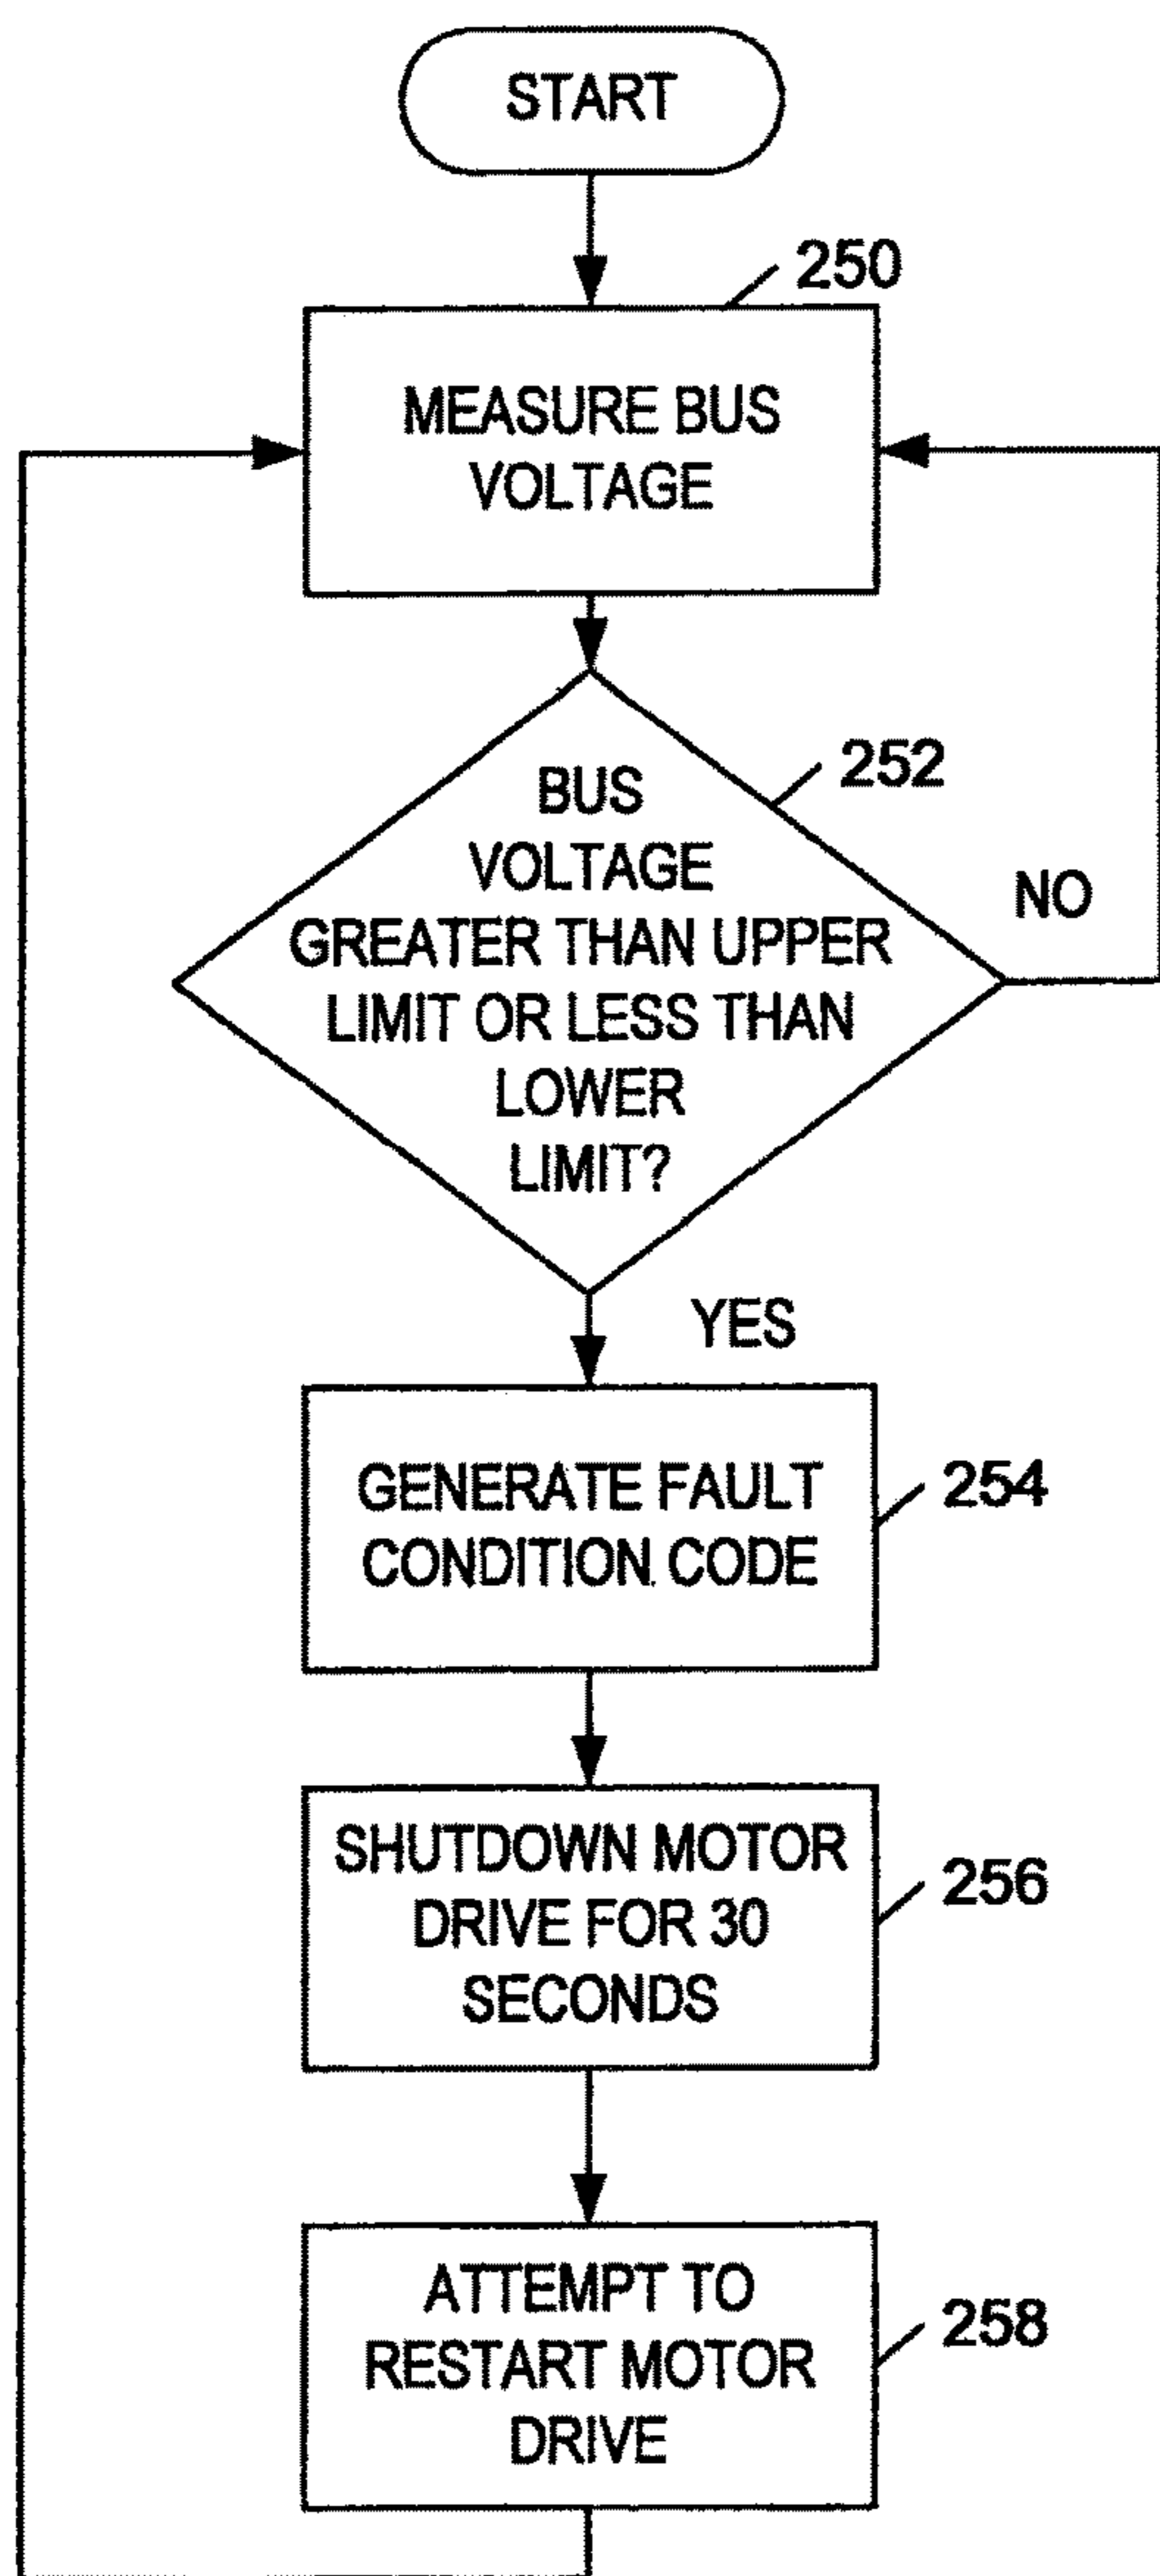 START
250
MEASURE BUS
VOLTAGE
252
BUS
VOLTAGE
GREATER THAN UPPER
LIMIT OR LESS THAN
LOWER
LIMIT?
NO
YES
GENERATE FAULT
CONDITION CODE
254
SHUTDOWN MOTOR
DRIVE FOR 30
SECONDS
256
ATTEMPT TO
RESTART MOTOR
DRIVE
258